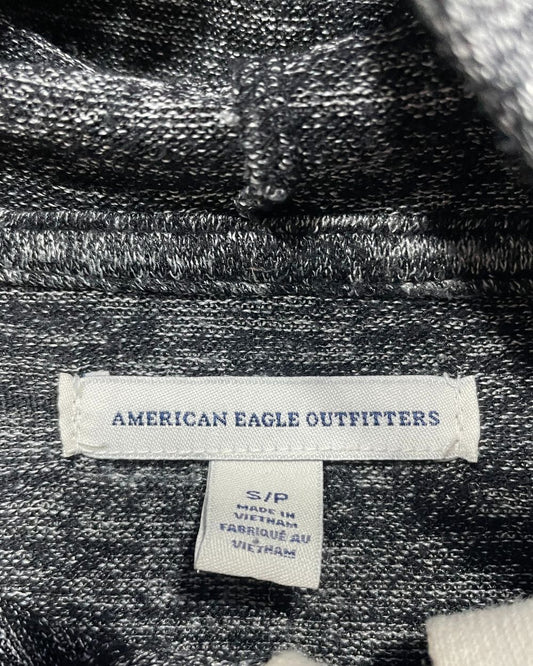 AMERICAN EAGLE OUTFITTERS
S/P
MADE IN
VIETNAM
FABRIQUÉ AU
VIETNAM